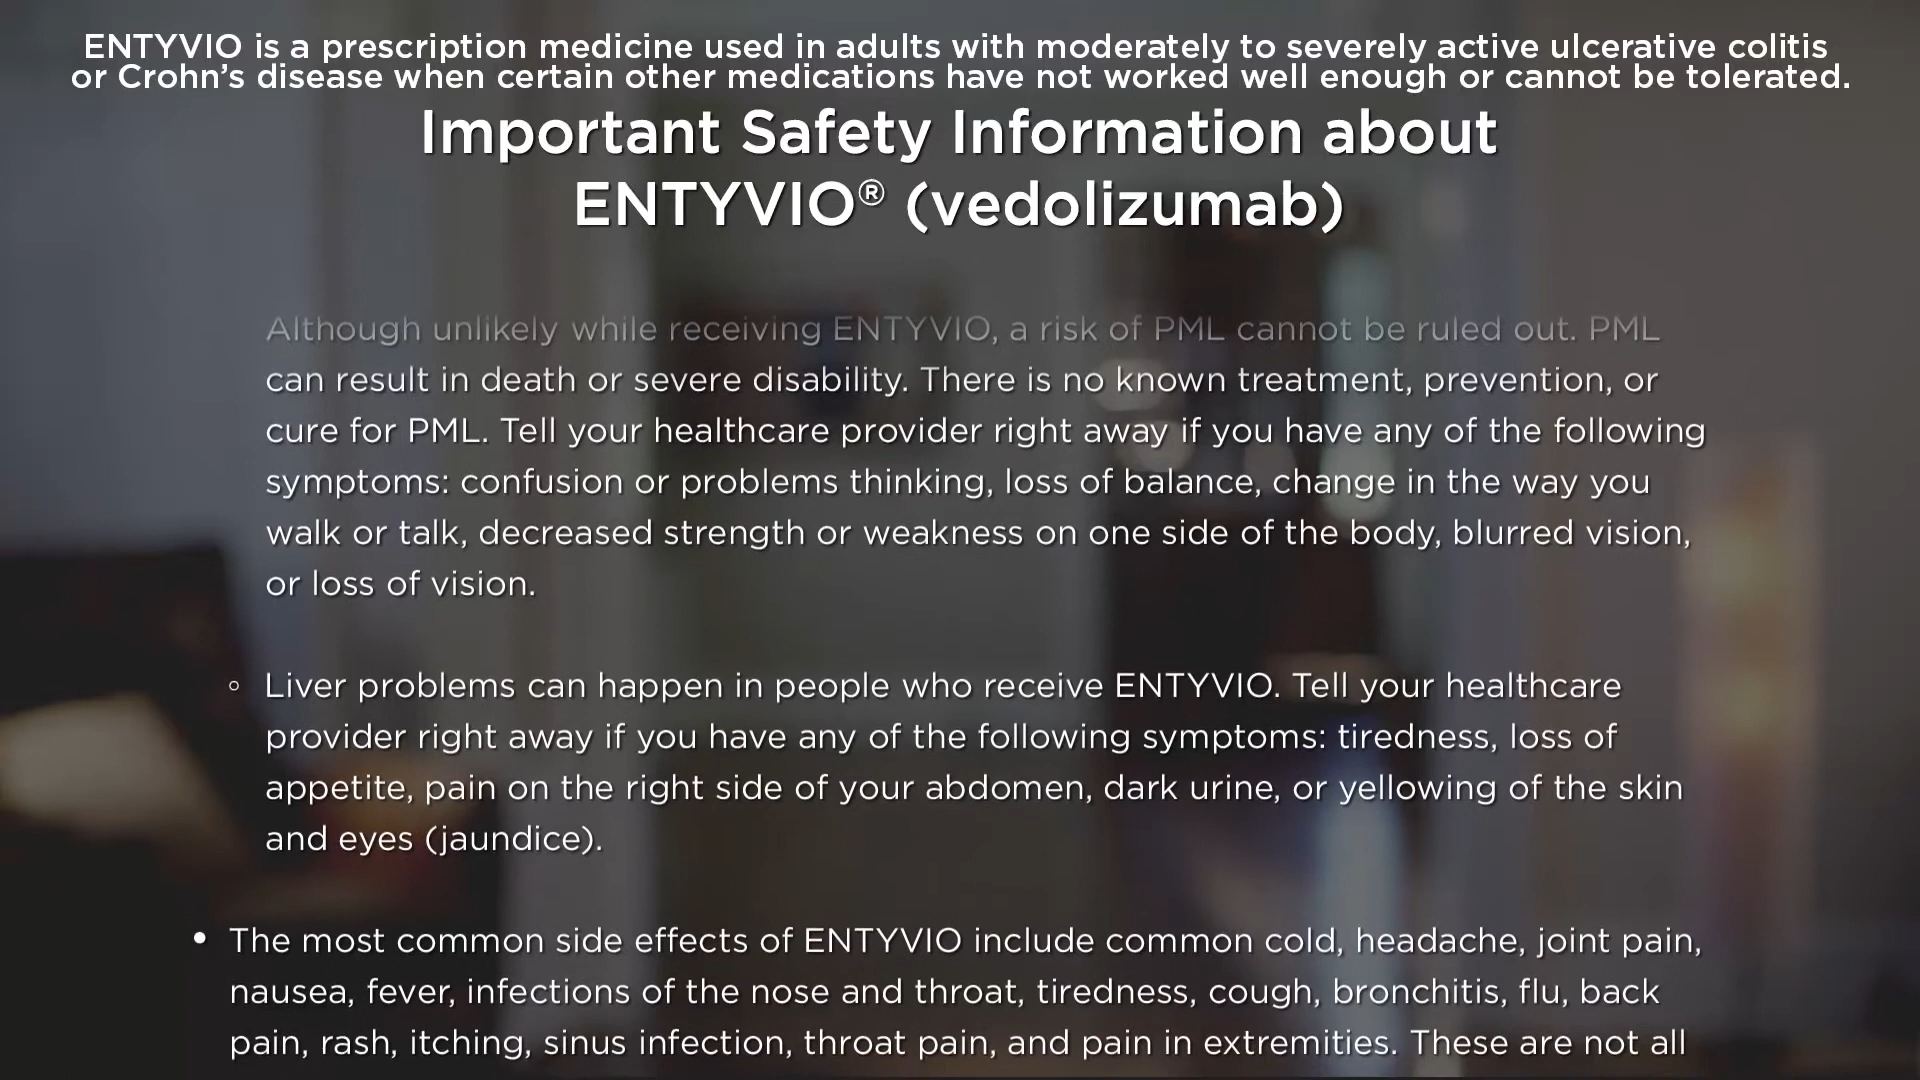 ENTYVIO is a prescription medicine used in adults with moderately to severely active ulcerative colitis
or Crohn’s disease when certain other medications have not worked well enough or cannot be tolerated.
Important Safety Information about
ENTYVIO® (vedolizumab)
Although unlikely while receiving ENTYVIO, a risk of PML cannot be ruled out. PML
can result in death or severe disability. There is no known treatment, prevention, or
cure for PML. Tell your healthcare provider right away if you have any of the following
symptoms: confusion or problems thinking, loss of balance, change in the way you
walk or talk, decreased strength or weakness on one side of the body, blurred vision,
or loss of vision.
◦ Liver problems can happen in people who receive ENTYVIO. Tell your healthcare
provider right away if you have any of the following symptoms: tiredness, loss of
appetite, pain on the right side of your abdomen, dark urine, or yellowing of the skin
and eyes (jaundice).
• The most common side effects of ENTYVIO include common cold, headache, joint pain,
nausea, fever, infections of the nose and throat, tiredness, cough, bronchitis, flu, back
pain, rash, itching, sinus infection, throat pain, and pain in extremities. These are not all